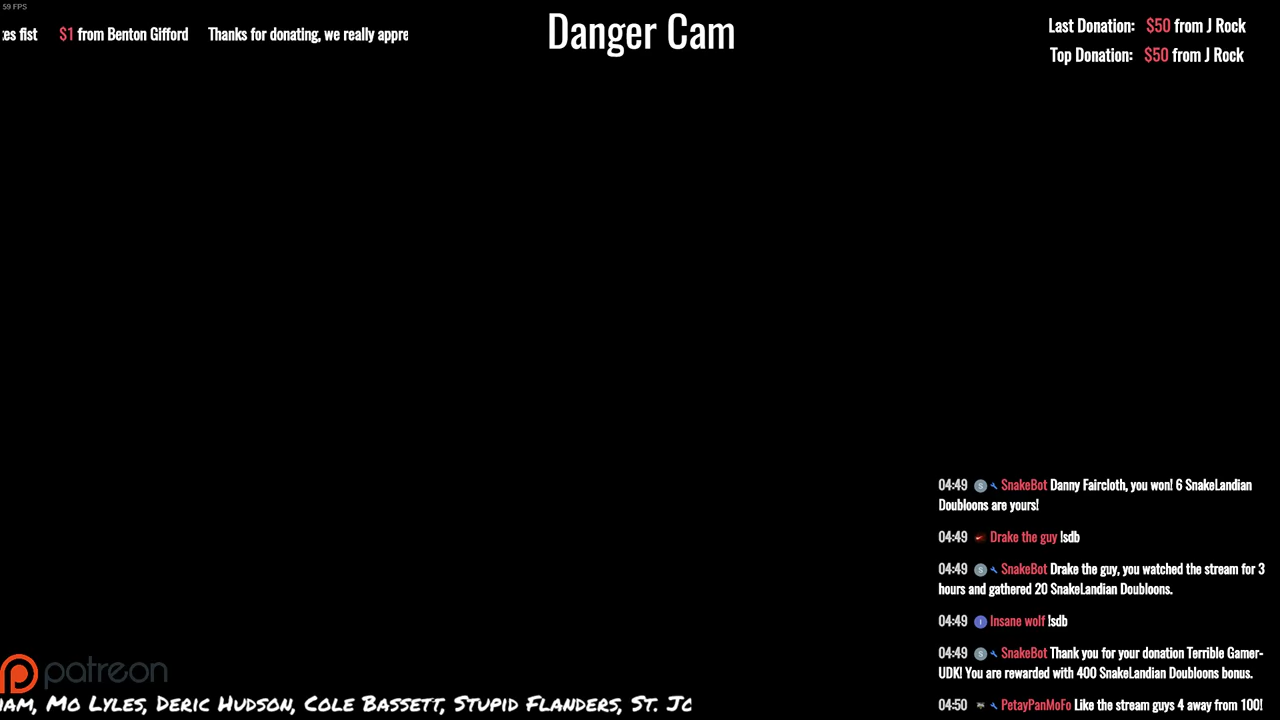 59 FPS
es fist $1 from Benton Gifford Thanks for donating, we really appre
Danger Cam
Last Donation: $50 from J Rock
Top Donation: $50 from J Rock
04:49 S SnakeBot Danny Faircloth, you won! 6 SnakeLandian
Doubloons are yours!
04:49 Drake the guy !sdb
04:49 S SnakeBot Drake the guy, you watched the stream for 3
hours and gathered 20 SnakeLandian Doubloons.
04:49 I Insane wolf !sdb
04:49 S SnakeBot Thank you for your donation Terrible Gamer-
UDK! You are rewarded with 400 SnakeLandian Doubloons bonus.
04:50 PetayPanMoFo Like the stream guys 4 away from 100!
patreon
am, Mo Lyles, Deric Hudson, Cole Bassett, Stupid Flanders, St. Jo